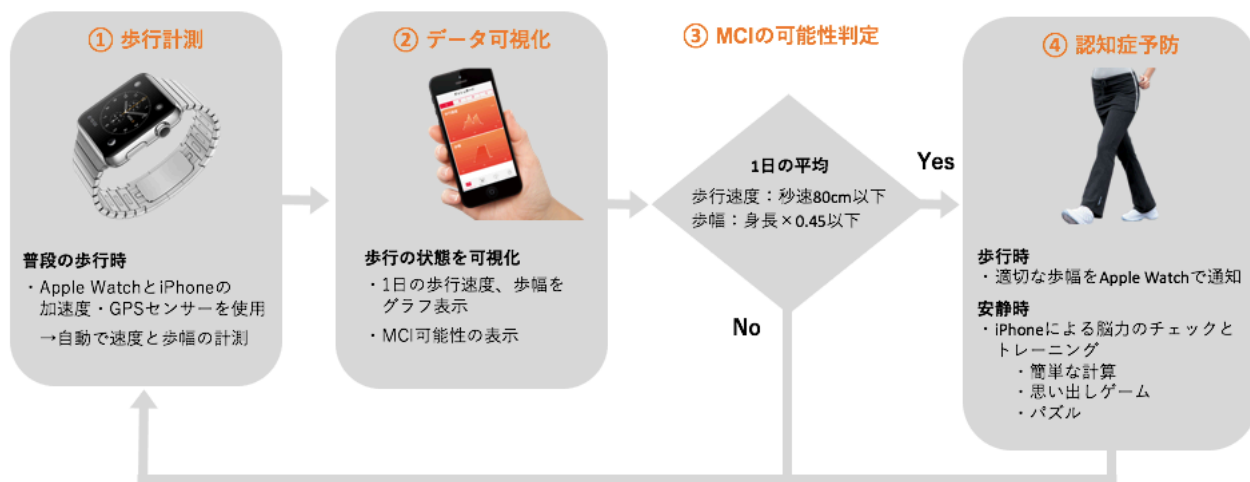 ① 歩行計測
普段の歩行時
・Apple WatchとiPhoneの
加速度・GPSセンサーを使用
→自動で速度と歩幅の計測
② データ可視化
歩行の状態を可視化
・1日の歩行速度、歩幅を
グラフ表示
・MCI可能性の表示
③ MCIの可能性判定
1日の平均
歩行速度：秒速80cm以下
歩幅：身長×0.45以下
Yes
No
④ 認知症予防
歩行時
・適切な歩幅をApple Watchで通知
安静時
・iPhoneによる脳力のチェックと
トレーニング
・簡単な計算
・思い出しゲーム
・パズル